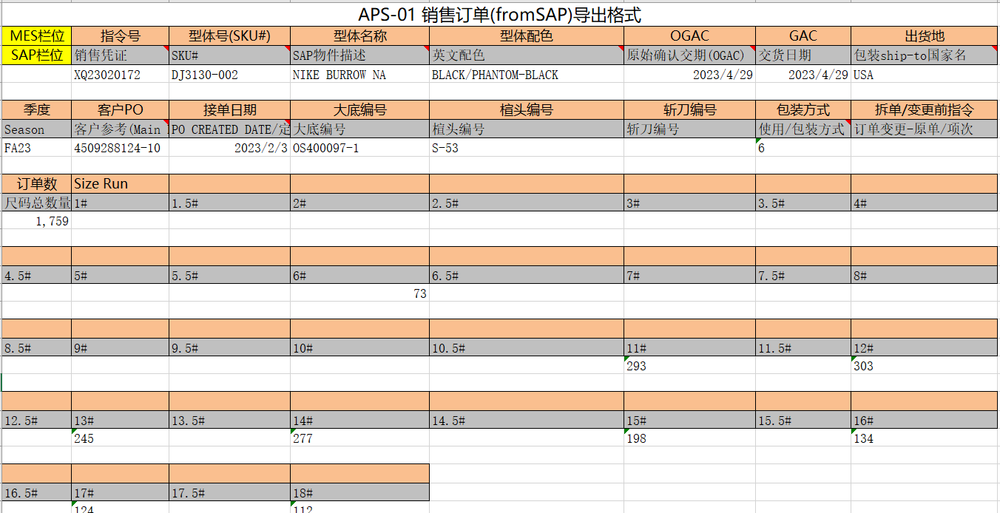 APS-01 销售订单(fromSAP)导出格式
MES栏位 指令号 型体号(SKU#) 型体名称 型体配色 OGAC GAC 出货地
SAP栏位 销售凭证 SKU# SAP物件描述 英文配色 原始确认交期(OGAC) 交货日期 包装ship-to国家名
XQ23020172 DJ3130-002 NIKE BURROW NA BLACK/PHANTOM-BLACK 2023/4/29 2023/4/29 USA
季度 客户PO 接单日期 大底编号 楦头编号 斩刀编号 包装方式 拆单/变更前指令
Season 客户参考(Main PO CREATED DATE/定 大底编号 楦头编号 斩刀编号 使用/包装方式 订单变更-原单/项次
FA23 4509288124-10 2023/2/3 OS400097-1 S-53 6
订单数 Size Run
尺码总数量 1# 1.5# 2# 2.5# 3# 3.5# 4#
1,759
4.5# 5# 5.5# 6# 6.5# 7# 7.5# 8#
73
8.5# 9# 9.5# 10# 10.5# 11# 11.5# 12#
293 303
12.5# 13# 13.5# 14# 14.5# 15# 15.5# 16#
245 277 198 134
16.5# 17# 17.5# 18#
124 112